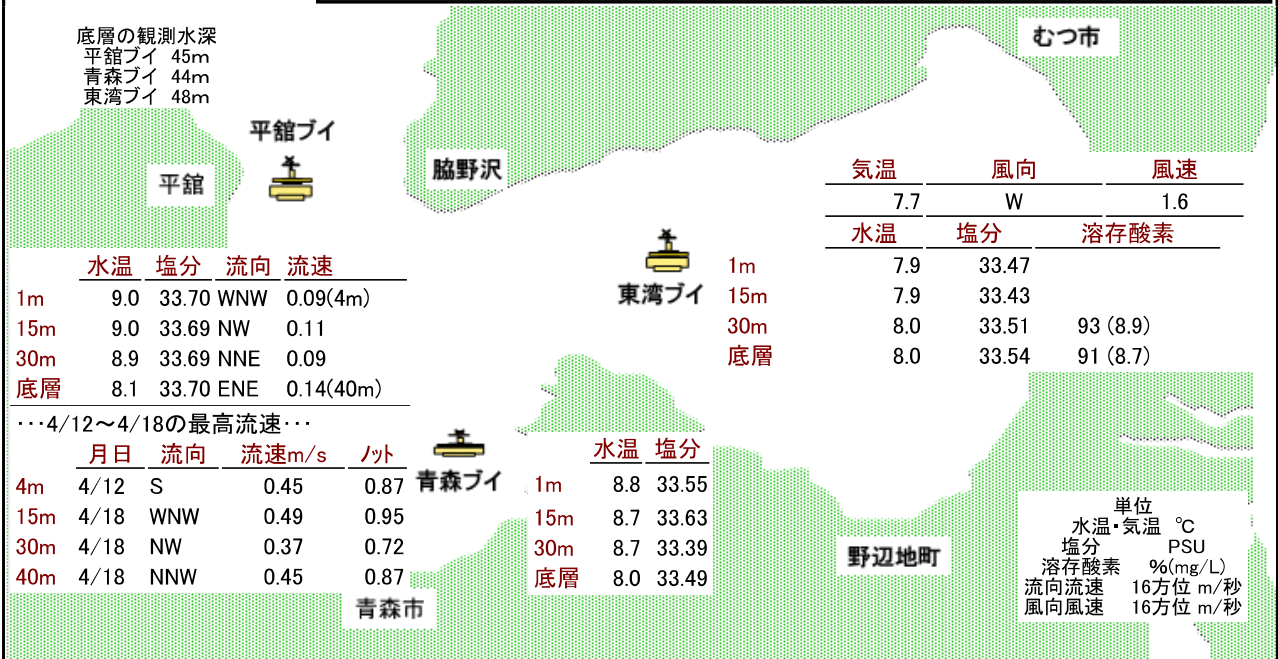 底層の観測水深
平舘ブイ 45m
青森ブイ 44m
東湾ブイ 48m
むつ市
平舘ブイ
脇野沢
平舘
気温 風向 風速
7.7 W 1.6
水温 塩分 溶存酸素
1m 7.9 33.47
15m 7.9 33.43
30m 8.0 33.51 93 (8.9)
底層 8.0 33.54 91 (8.7)
東湾ブイ
水温 塩分 流向 流速
1m 9.0 33.70 WNW 0.09(4m)
15m 9.0 33.69 NW 0.11
30m 8.9 33.69 NNE 0.09
底層 8.1 33.70 ENE 0.14(40m)
…4/12～4/18の最高流速…
月日 流向 流速m/s ノット
4m 4/12 S 0.45 0.87
15m 4/18 WNW 0.49 0.95
30m 4/18 NW 0.37 0.72
40m 4/18 NNW 0.45 0.87
青森ブイ
水温 塩分
1m 8.8 33.55
15m 8.7 33.63
30m 8.7 33.39
底層 8.0 33.49
青森市
野辺地町
単位
水温・気温 ℃
塩分 PSU
溶存酸素 %(mg/L)
流向流速 16方位 m/秒
風向風速 16方位 m/秒